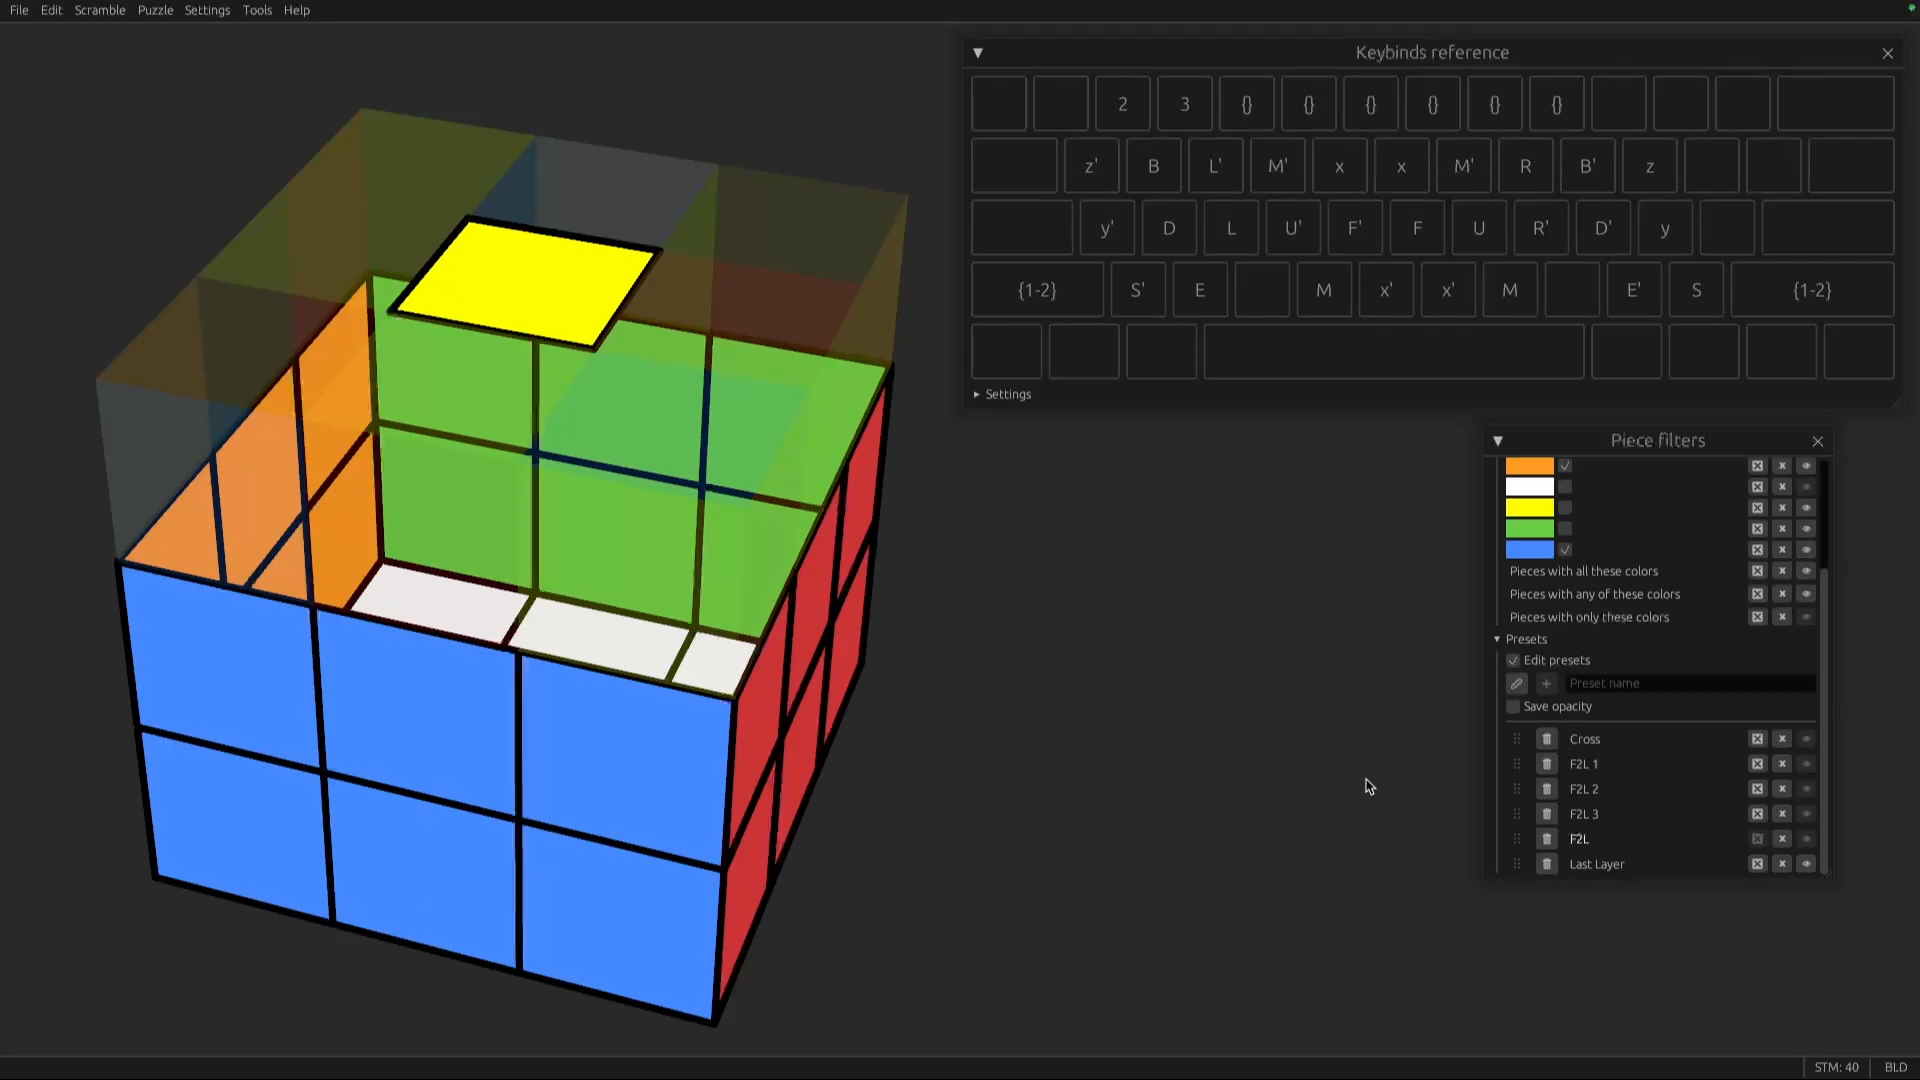 File Edit Scramble Puzzle Settings Tools Help
Keybinds reference
2 3 {} {} {} {} {} {}
z' B L' M' x x M' R B' z
y' D L U' F' F U R' D' y
{1-2} S' E M x' x' M E' S {1-2}
Settings
Piece filters
Pieces with all these colors
Pieces with any of these colors
Pieces with only these colors
Presets
Edit presets
Preset name
Save opacity
Cross
F2L 1
F2L 2
F2L 3
F2L
Last Layer
STM: 40 BLD